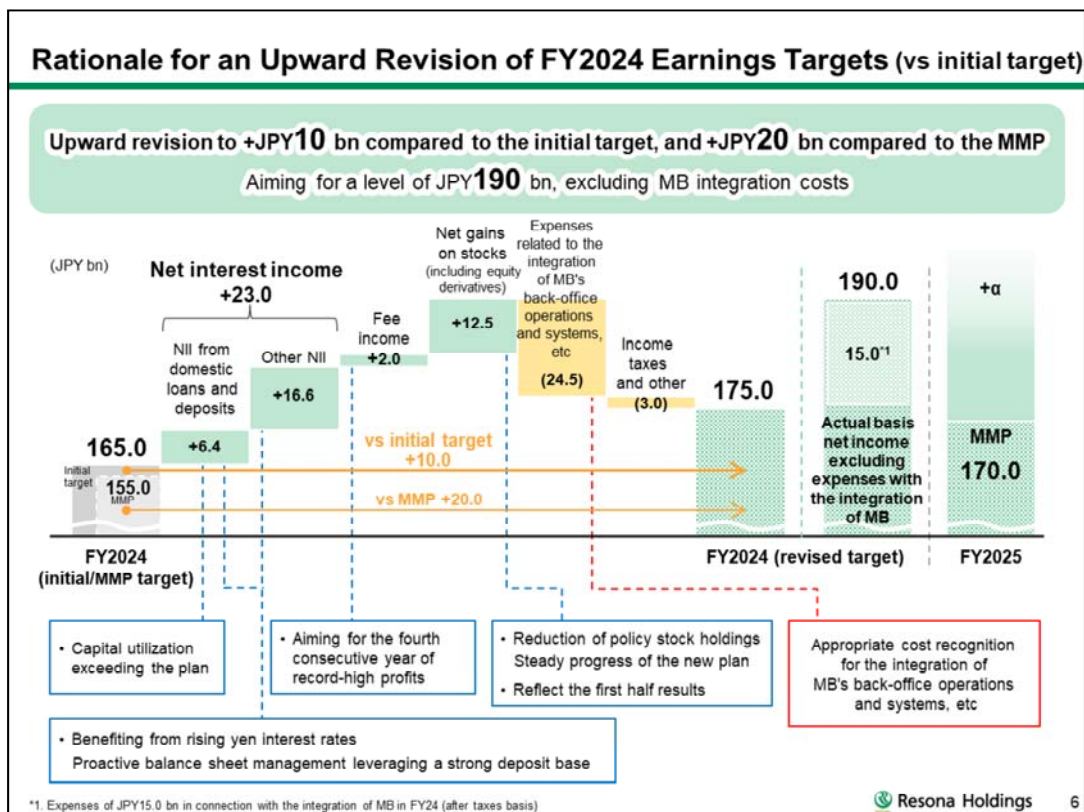 Rationale for an Upward Revision of FY2024 Earnings Targets (vs initial target)
Upward revision to +JPY10 bn compared to the initial target, and +JPY20 bn compared to the MMP
Aiming for a level of JPY190 bn, excluding MB integration costs
(JPY bn)
Net interest income
+23.0
NII from
domestic
loans and
deposits
+6.4
Other NII
+16.6
Fee
income
+2.0
Net gains
on stocks
(including equity
derivatives)
+12.5
Expenses
related to the
integration
of MB's
back-office
operations
and systems,
etc
(24.5)
Income
taxes
and other
(3.0)
165.0
Initial
target
155.0
MMP
vs initial target
+10.0
vs MMP +20.0
175.0
190.0
15.0*1
Actual basis
net income
excluding
expenses with
the integration
of MB
+α
MMP
170.0
FY2024
(initial/MMP target)
FY2024 (revised target)
FY2025
• Capital utilization
exceeding the plan
• Aiming for the fourth
consecutive year of
record-high profits
• Reduction of policy stock holdings
Steady progress of the new plan
• Reflect the first half results
Appropriate cost recognition
for the integration of
MB's back-office operations
and systems, etc
• Benefiting from rising yen interest rates
Proactive balance sheet management leveraging a strong deposit base
*1. Expenses of JPY15.0 bn in connection with the integration of MB in FY24 (after taxes basis)
Resona Holdings
6